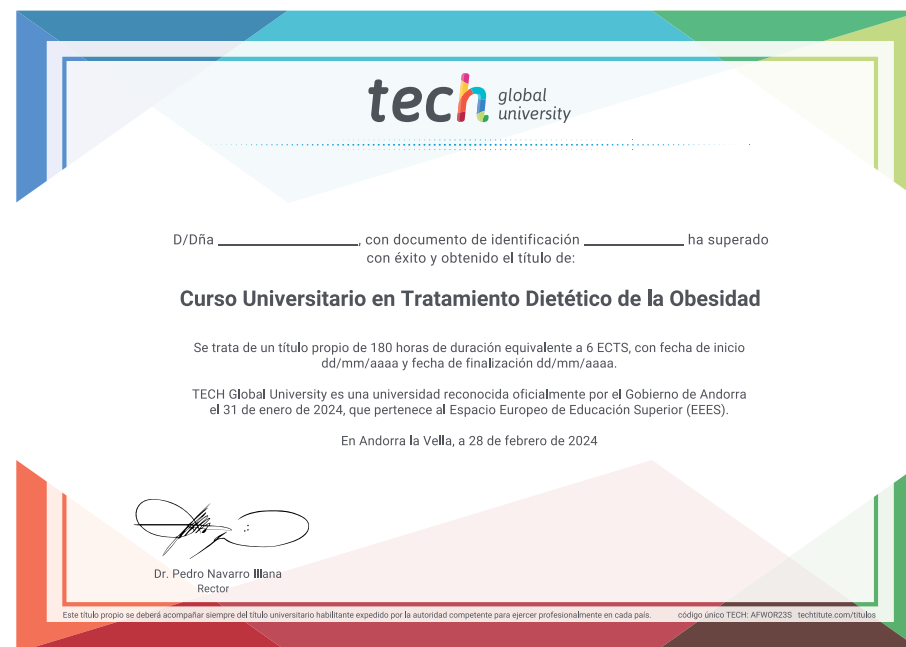 tech global university
D/Dña ______________, con documento de identificación __________ ha superado
con éxito y obtenido el título de:
Curso Universitario en Tratamiento Dietético de la Obesidad
Se trata de un título propio de 180 horas de duración equivalente a 6 ECTS, con fecha de inicio
dd/mm/aaaa y fecha de finalización dd/mm/aaaa.
TECH Global University es una universidad reconocida oficialmente por el Gobierno de Andorra
el 31 de enero de 2024, que pertenece al Espacio Europeo de Educación Superior (EEES).
En Andorra la Vella, a 28 de febrero de 2024
Dr. Pedro Navarro Illana
Rector
Este título propio se deberá acompañar siempre del título universitario habilitante expedido por la autoridad competente para ejercer profesionalmente en cada país. código único TECH: AFWOR23S techtitute.com/titulos